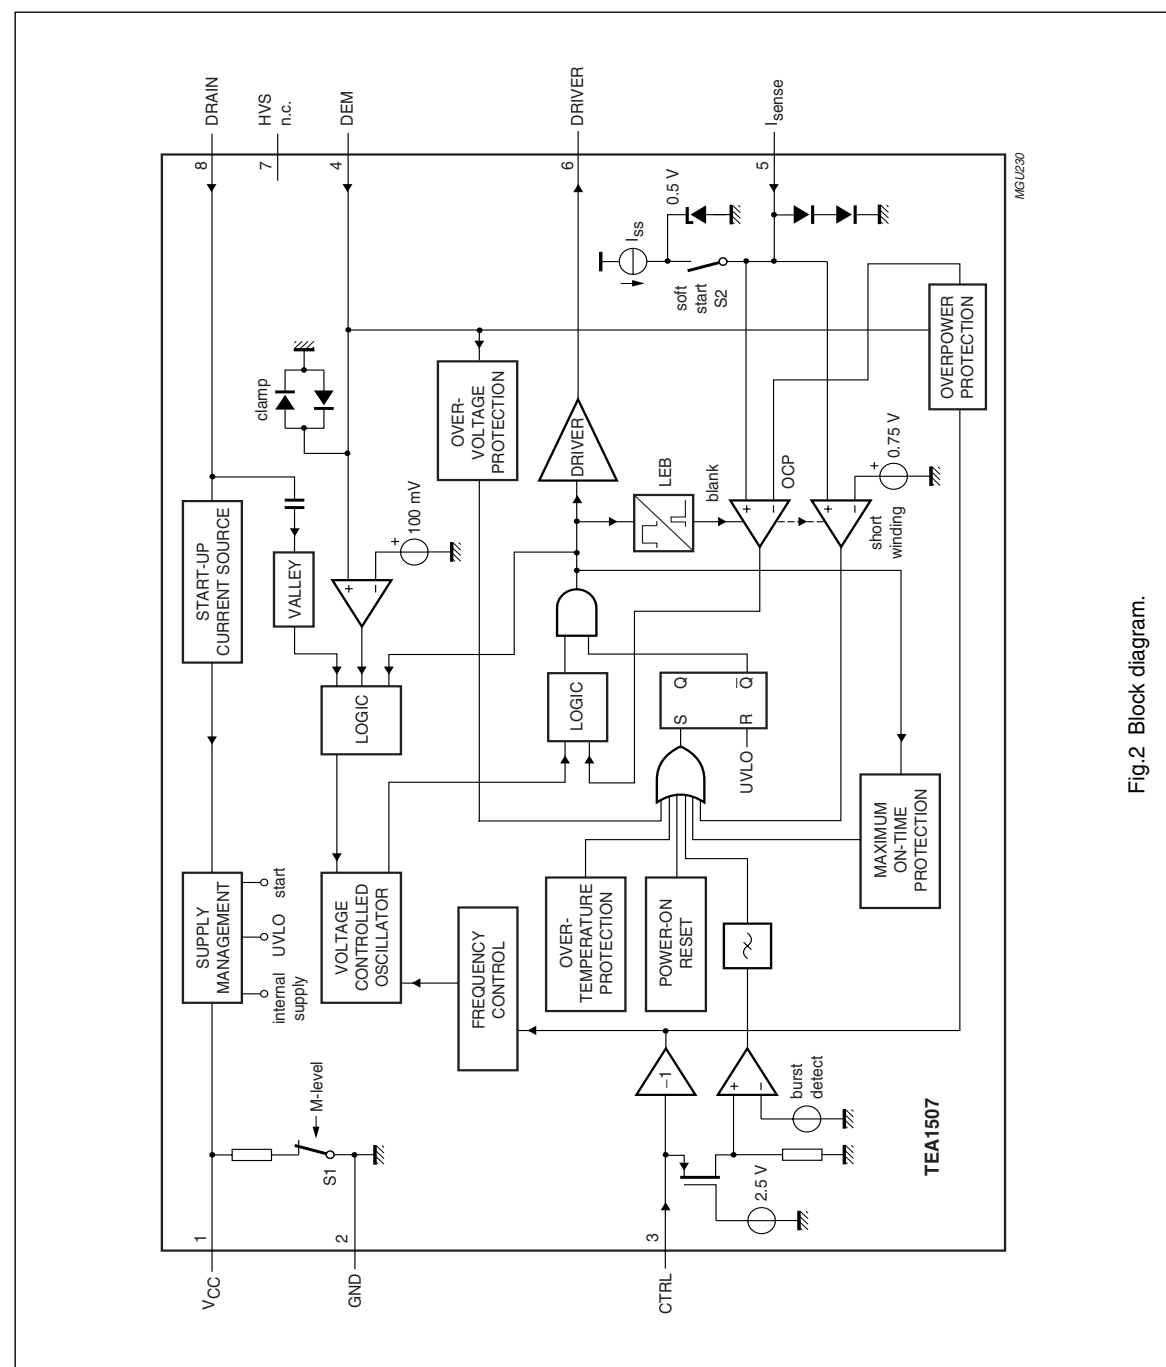 DRAIN
HVS
n.c.
DEM
DRIVER
Isense
8
7
4
6
5
MGU230
0.5 V
ISS
soft
start
S2
clamp
OVER-
VOLTAGE
PROTECTION
OVERPOWER
PROTECTION
DRIVER
LEB
blank
OCP
0.75 V
short
winding
START-UP
CURRENT SOURCE
VALLEY
100 mV
+
−
+
+
−
+
−
+
LOGIC
LOGIC
S
Q
R
Q̅
UVLO
SUPPLY
MANAGEMENT
start
UVLO
internal
supply
VOLTAGE
CONTROLLED
OSCILLATOR
FREQUENCY
CONTROL
OVER-
TEMPERATURE
PROTECTION
POWER-ON
RESET
MAXIMUM
ON-TIME
PROTECTION
M-level
S1
−1
+
−
burst
detect
2.5 V
TEA1507
1
2
3
VCC
GND
CTRL
Fig.2 Block diagram.